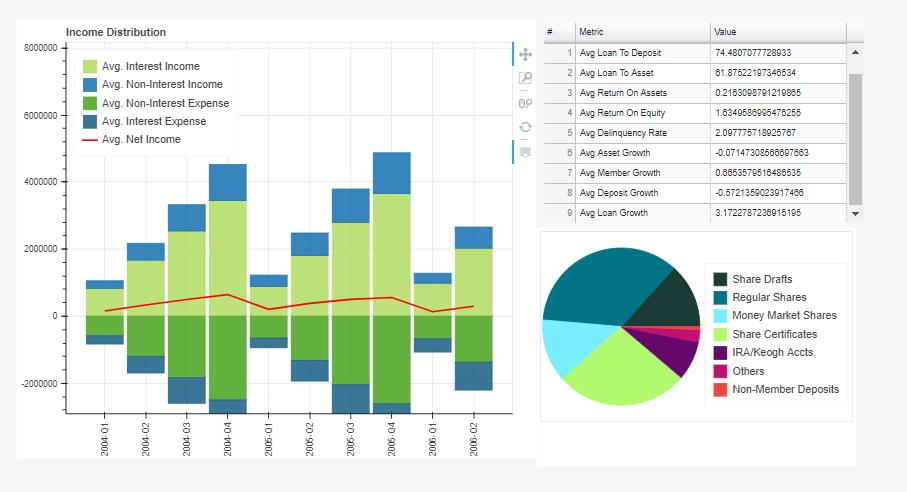 Income Distribution
8000000
6000000
4000000
2000000
0
-2000000
Avg. Interest Income
Avg. Non-Interest Income
Avg. Non-Interest Expense
Avg. Interest Expense
Avg. Net Income
2004-Q1
2004-Q2
2004-Q3
2004-Q4
2005-Q1
2005-Q2
2005-Q3
2005-Q4
2006-Q1
2006-Q2
# Metric Value
1 Avg Loan To Deposit 74.4807077728933
2 Avg Loan To Asset 61.87522197346534
3 Avg Return On Assets 0.2163098791219865
4 Avg Return On Equity 1.6349586995476255
5 Avg Delinquency Rate 2.097775718925767
6 Avg Asset Growth -0.07147308566697663
7 Avg Member Growth 0.6653579516486535
8 Avg Deposit Growth -0.5721359023917466
9 Avg Loan Growth 3.1722787236915195
Share Drafts
Regular Shares
Money Market Shares
Share Certificates
IRA/Keogh Accts.
Others
Non-Member Deposits